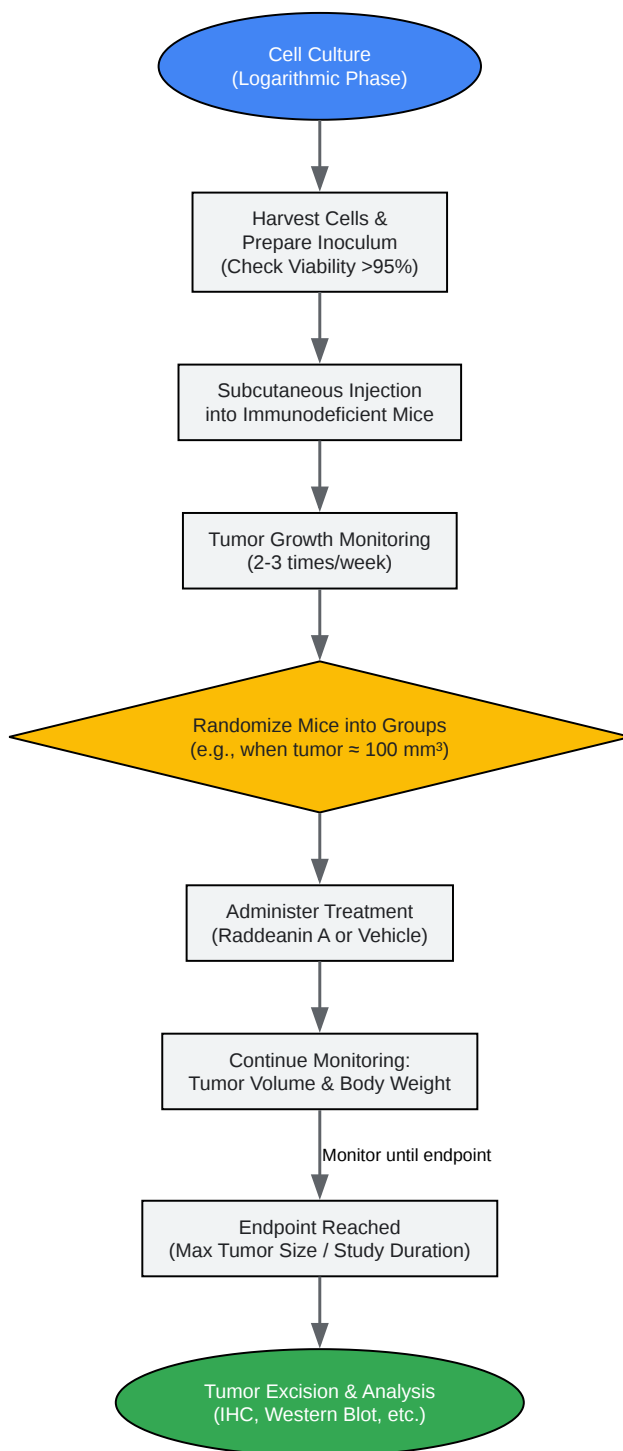 Cell Culture
(Logarithmic Phase)
Harvest Cells &
Prepare Inoculum
(Check Viability >95%)
Subcutaneous Injection
into Immunodeficient Mice
Tumor Growth Monitoring
(2-3 times/week)
Randomize Mice into Groups
(e.g., when tumor ≈ 100 mm³)
Administer Treatment
(Raddeanin A or Vehicle)
Continue Monitoring:
Tumor Volume & Body Weight
Monitor until endpoint
Endpoint Reached
(Max Tumor Size / Study Duration)
Tumor Excision & Analysis
(IHC, Western Blot, etc.)